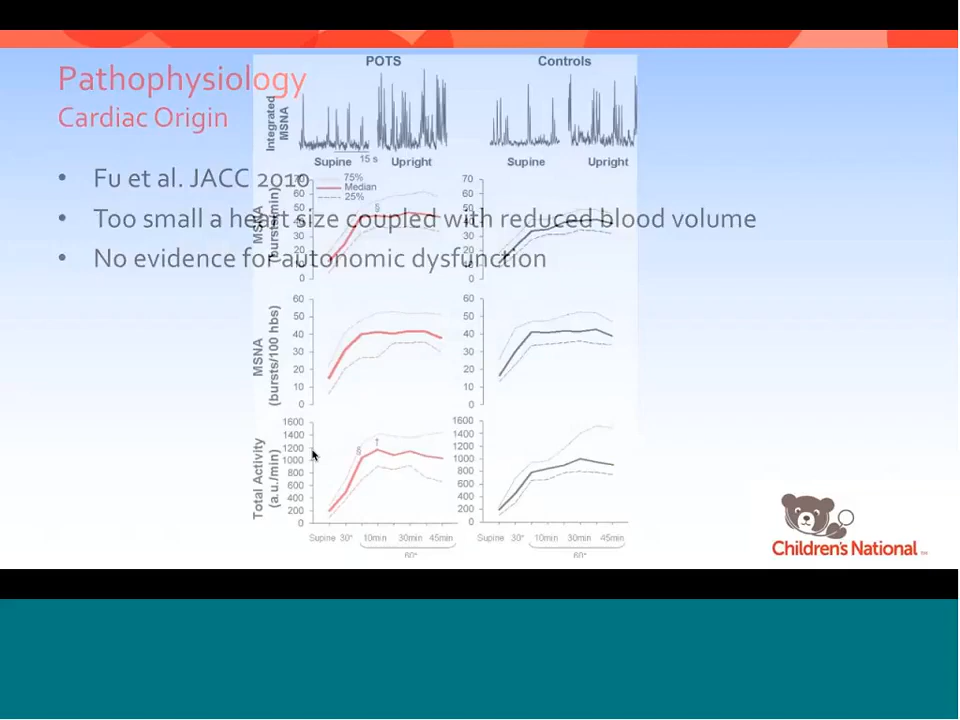 Pathophysiology
Cardiac Origin
• Fu et al. JACC 2010
• Too small a heart size coupled with reduced blood volume
• No evidence for autonomic dysfunction
POTS Controls
Integrated
MSNA
15 s
Supine Upright Supine Upright
75%
Median
25%
MSNA
bursts/min)
70 70
60 60
50 50
40 40
30 30
20 20
10 10
0 0
§
MSNA
(bursts/100 hbs)
60 60
50 50
40 40
30 30
20 20
10 10
0 0
Total Activity
(a.u./min)
1600 1600
1400 1400
1200 1200
1000 1000
800 800
600 600
400 400
200 200
0 0
§ †
Supine 30° 10min 30min 45min Supine 30° 10min 30min 45min
60° 60°
Children's National ™